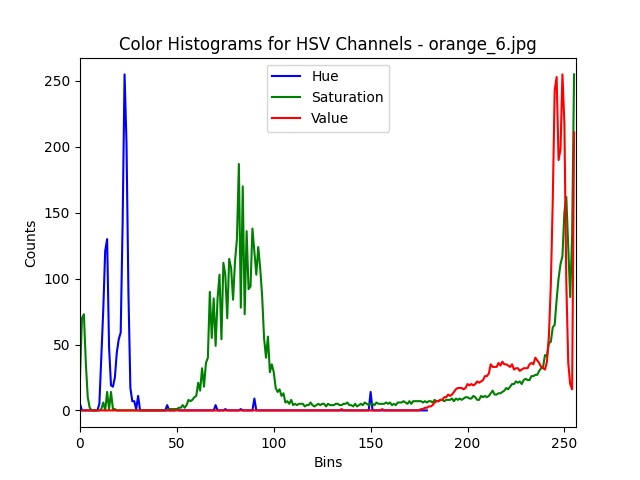 Color Histograms for HSV Channels - orange_6.jpg
Hue
Saturation
Value
Counts
250
200
150
100
50
0
0 50 100 150 200 250
Bins